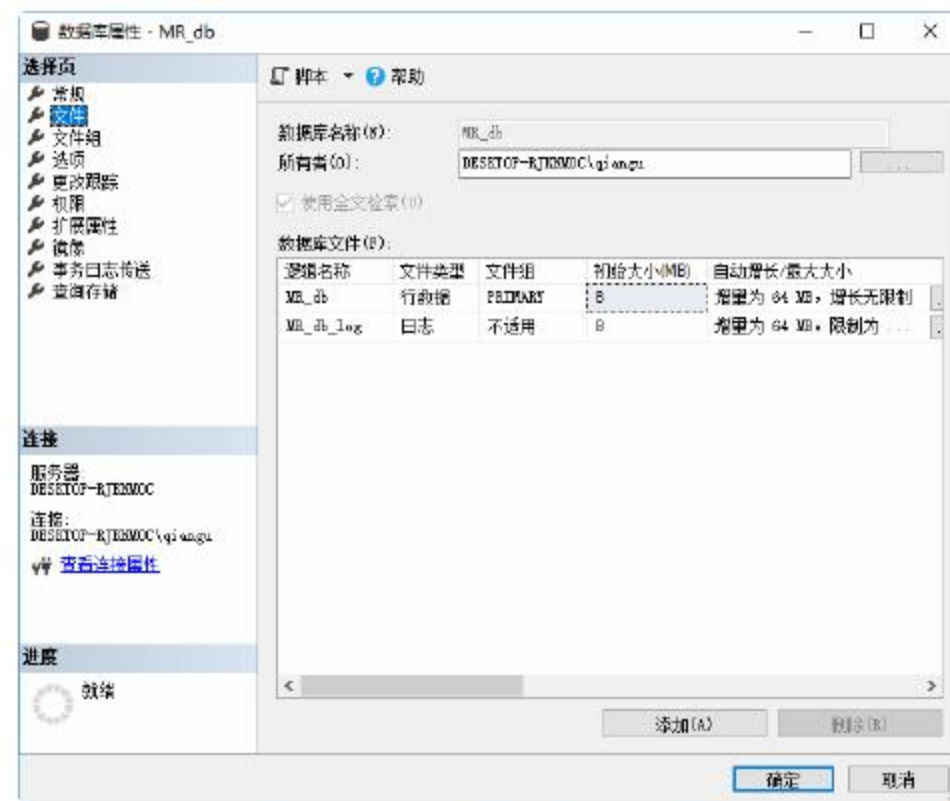 数据库属性 - MR_db
选择页
常规
文件
文件组
选项
更改跟踪
权限
扩展属性
镜像
事务日志传送
查询存储
脚本 帮助
数据库名称(N): MR_db
所有者(O): DESKTOP-RJKNMOC\qiangu ...
使用全文检索(U)
数据库文件(F):
逻辑名称 文件类型 文件组 初始大小(MB) 自动增长/最大大小
MR_db 行数据 PRIMARY 8 增量为 64 MB，增长无限制
MR_db_log 日志 不适用 8 增量为 64 MB，限制为 ...
连接
服务器:
DESKTOP-RJKNMOC
连接:
DESKTOP-RJKNMOC\qiangu
查看连接属性
进度
就绪
添加(A) 删除(R)
确定 取消